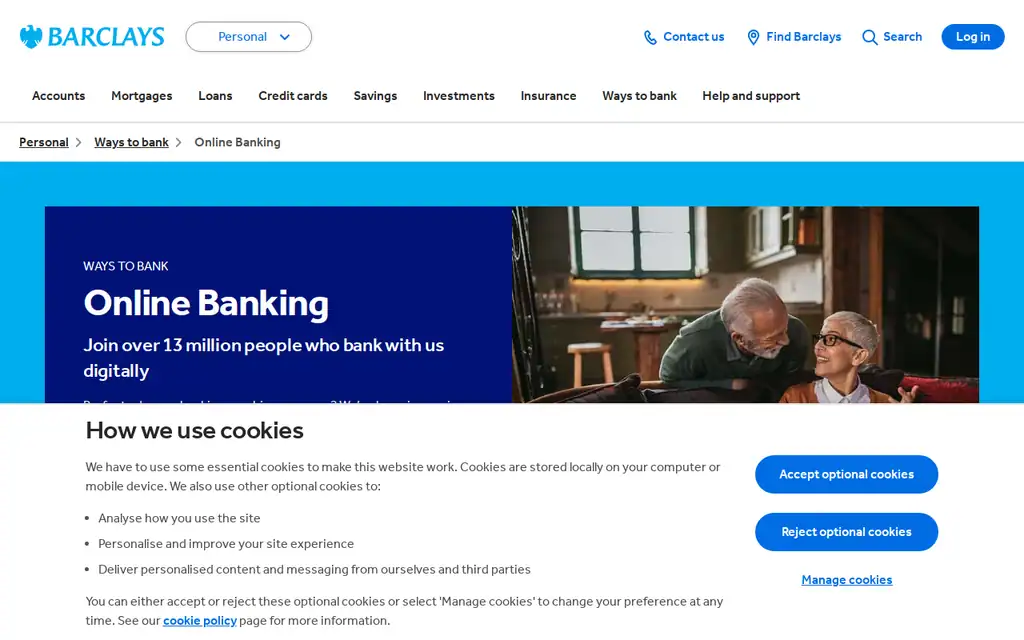 BARCLAYS
Personal
Contact us
Find Barclays
Search
Log in
Accounts
Mortgages
Loans
Credit cards
Savings
Investments
Insurance
Ways to bank
Help and support
Personal
Ways to bank
Online Banking
WAYS TO BANK
Online Banking
Join over 13 million people who bank with us
digitally
How we use cookies
We have to use some essential cookies to make this website work. Cookies are stored locally on your computer or
mobile device. We also use other optional cookies to:
Analyse how you use the site
Personalise and improve your site experience
Deliver personalised content and messaging from ourselves and third parties
You can either accept or reject these optional cookies or select 'Manage cookies' to change your preference at any
time. See our cookie policy page for more information.
Accept optional cookies
Reject optional cookies
Manage cookies